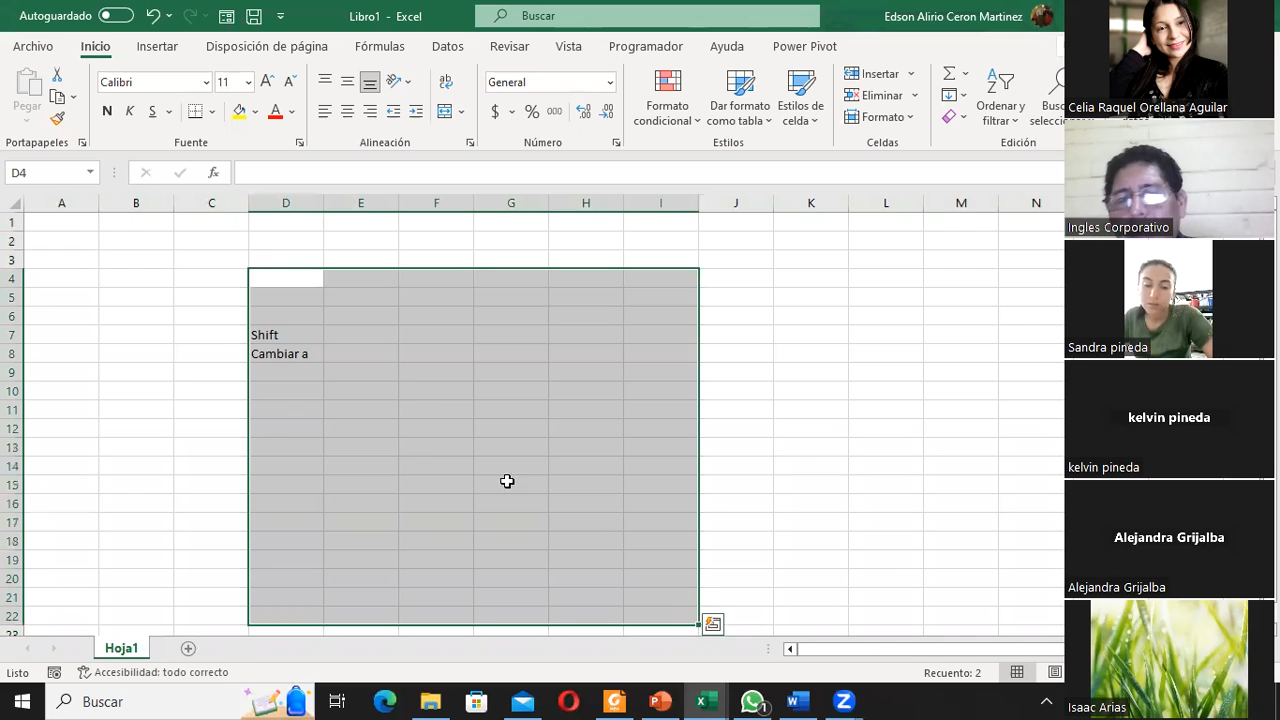 Autoguardado
Libro1 - Excel
Buscar
Edson Alirio Ceron Martinez
Archivo Inicio Insertar Disposición de página Fórmulas Datos Revisar Vista Programador Ayuda Power Pivot
Pegar
Calibri 11
N K S
General
$ % 000
Formato condicional
Dar formato como tabla
Estilos de celda
Insertar
Eliminar
Formato
Ordenar y filtrar
Portapapeles Fuente Alineación Número Estilos Celdas Edición
D4
fx
A B C D E F G H I J K L M N
1
2
3
4
5
6
7 Shift
8 Cambiar a
9
10
11
12
13
14
15
16
17
18
19
20
21
22
23
Hoja1
Listo Accesibilidad: todo correcto Recuento: 2
Buscar
1
Celia Raquel Orellana Aguilar
Ingles Corporativo
Sandra pineda
kelvin pineda
kelvin pineda
Alejandra Grijalba
Alejandra Grijalba
Isaac Arias